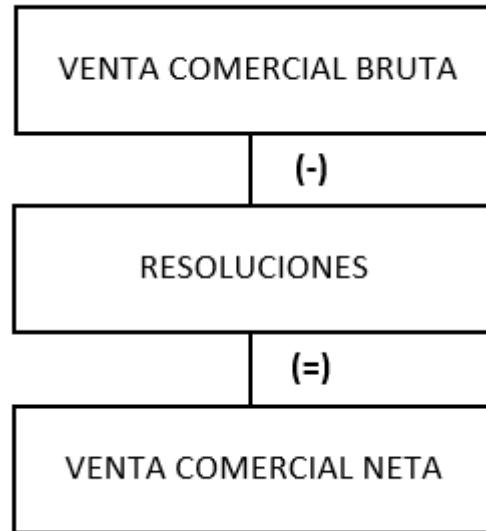 VENTA COMERCIAL BRUTA
(-)
RESOLUCIONES
(=)
VENTA COMERCIAL NETA